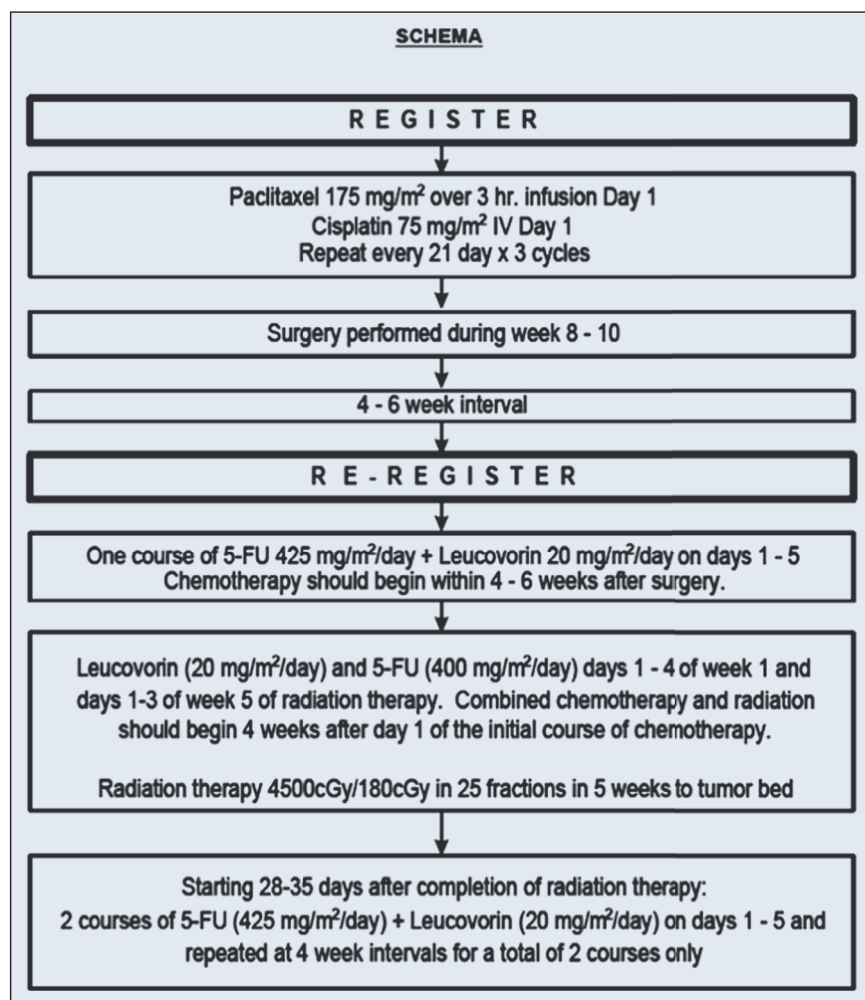 SCHEMA
REGISTER
Paclitaxel 175 mg/m² over 3 hr. infusion Day 1
Cisplatin 75 mg/m² IV Day 1
Repeat every 21 day x 3 cycles
Surgery performed during week 8 - 10
4 - 6 week interval
RE-REGISTER
One course of 5-FU 425 mg/m²/day + Leucovorin 20 mg/m²/day on days 1 - 5
Chemotherapy should begin within 4 - 6 weeks after surgery.
Leucovorin (20 mg/m²/day) and 5-FU (400 mg/m²/day) days 1 - 4 of week 1 and
days 1-3 of week 5 of radiation therapy. Combined chemotherapy and radiation
should begin 4 weeks after day 1 of the initial course of chemotherapy.
Radiation therapy 4500cGy/180cGy in 25 fractions in 5 weeks to tumor bed
Starting 28-35 days after completion of radiation therapy:
2 courses of 5-FU (425 mg/m²/day) + Leucovorin (20 mg/m²/day) on days 1 - 5 and
repeated at 4 week intervals for a total of 2 courses only